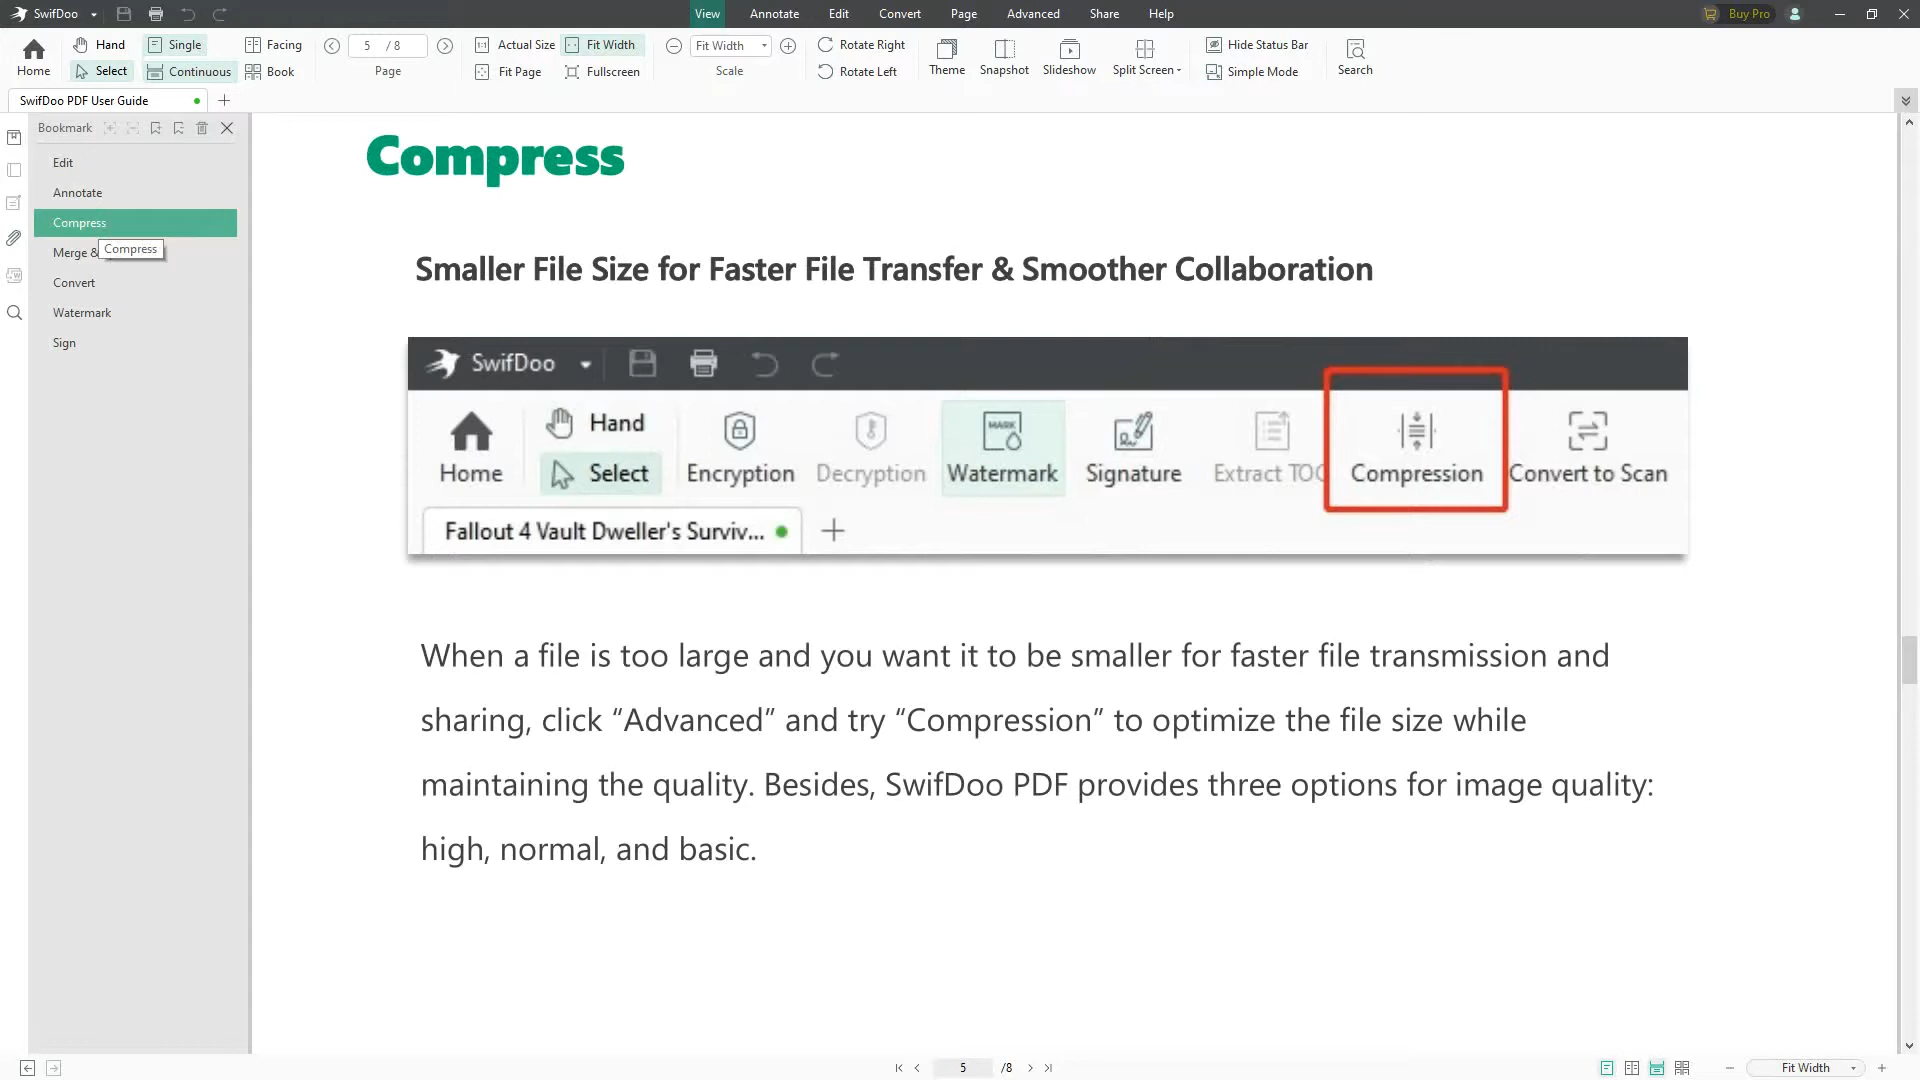 SwifDoo
View Annotate Edit Convert Page Advanced Share Help
Buy Pro
Home
Hand
Select
Single
Continuous
Facing
Book
5 / 8
Page
Actual Size
Fit Page
Fit Width
Fullscreen
Fit Width
Scale
Rotate Right
Rotate Left
Theme
Snapshot
Slideshow
Split Screen
Hide Status Bar
Simple Mode
Search
SwifDoo PDF User Guide
Bookmark
Edit
Annotate
Compress
Merge &
Compress
Convert
Watermark
Sign
Compress
Smaller File Size for Faster File Transfer & Smoother Collaboration
SwifDoo
Home
Hand
Select
Encryption
Decryption
MARK
Watermark
Signature
Extract TOC
Compression
Convert to Scan
Fallout 4 Vault Dweller's Surviv...
When a file is too large and you want it to be smaller for faster file transmission and
sharing, click “Advanced” and try “Compression” to optimize the file size while
maintaining the quality. Besides, SwifDoo PDF provides three options for image quality:
high, normal, and basic.
5 /8
Fit Width